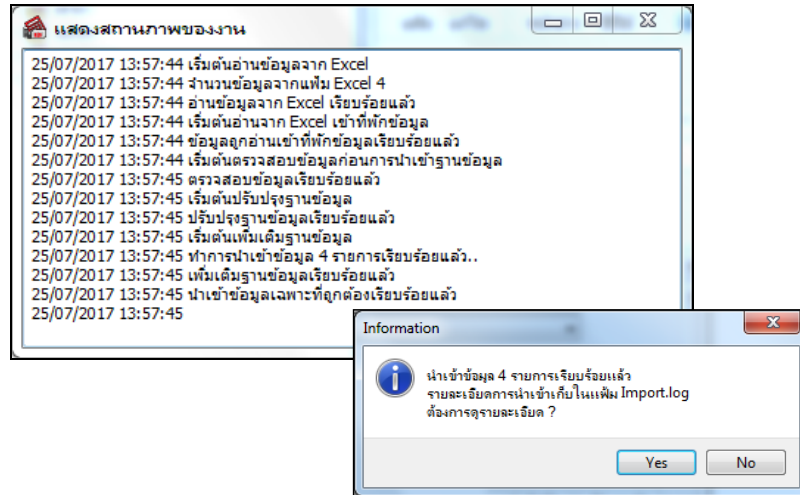 แสดงสถานภาพของงาน
25/07/2017 13:57:44 เริ่มต้นอ่านข้อมูลจาก Excel
25/07/2017 13:57:44 จำนวนข้อมูลจากแฟ้ม Excel 4
25/07/2017 13:57:44 อ่านข้อมูลจาก Excel เรียบร้อยแล้ว
25/07/2017 13:57:44 เริ่มต้นอ่านจาก Excel เข้าที่พักข้อมูล
25/07/2017 13:57:44 ข้อมูลถูกอ่านเข้าที่พักข้อมูลเรียบร้อยแล้ว
25/07/2017 13:57:44 เริ่มต้นตรวจสอบข้อมูลก่อนการนำเข้าฐานข้อมูล
25/07/2017 13:57:45 ตรวจสอบข้อมูลเรียบร้อยแล้ว
25/07/2017 13:57:45 เริ่มต้นปรับปรุงฐานข้อมูล
25/07/2017 13:57:45 ปรับปรุงฐานข้อมูลเรียบร้อยแล้ว
25/07/2017 13:57:45 เริ่มต้นเพิ่มเติมฐานข้อมูล
25/07/2017 13:57:45 ทำการนำเข้าข้อมูล 4 รายการเรียบร้อยแล้ว..
25/07/2017 13:57:45 เพิ่มเติมฐานข้อมูลเรียบร้อยแล้ว
25/07/2017 13:57:45 นำเข้าข้อมูลเฉพาะที่ถูกต้องเรียบร้อยแล้ว
25/07/2017 13:57:45
Information
นำเข้าข้อมูล 4 รายการเรียบร้อยแล้ว
รายละเอียดการนำเข้าเก็บในแฟ้ม Import.log
ต้องการดูรายละเอียด ?
Yes No